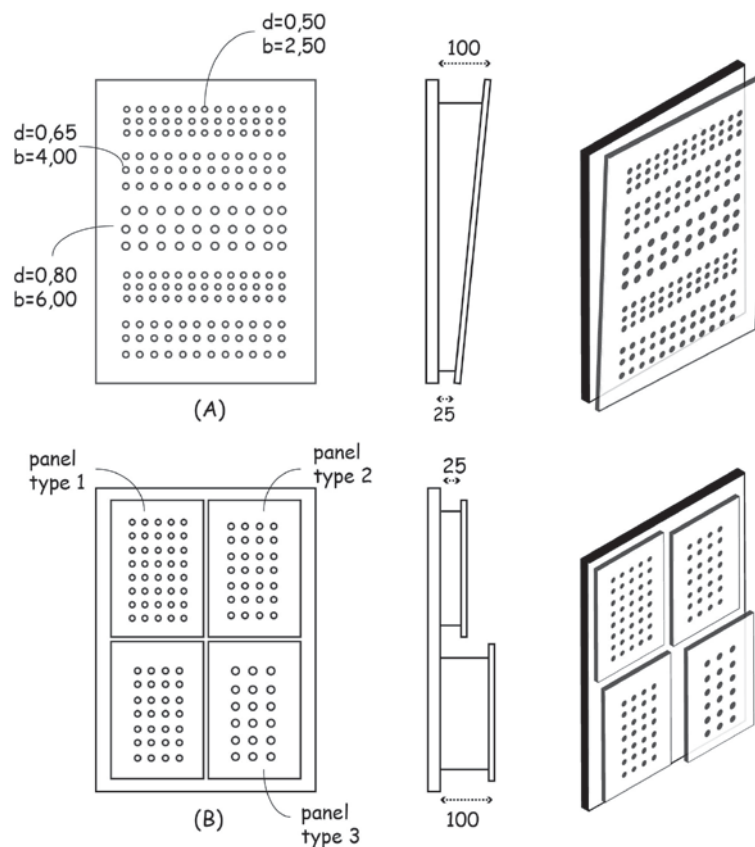 d=0,50
b=2,50
100
d=0,65
b=4,00
d=0,80
b=6,00
(A)
25
panel
type 1
panel
type 2
25
panel
type 3
(B)
100